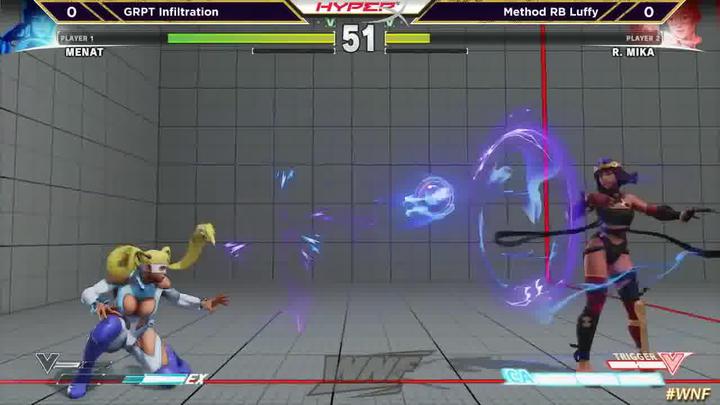 0 GRPT Infiltration HYPER Method RB Luffy 0
PLAYER 1 51 PLAYER 2
MENAT R. MIKA
V TRIGGER V
EX CA
WNF
#WNF